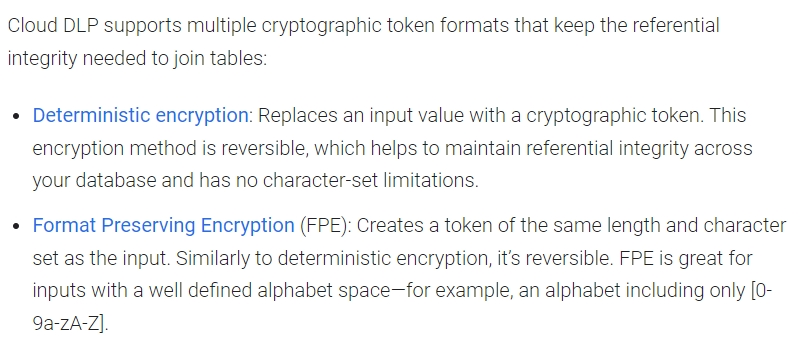 Cloud DLP supports multiple cryptographic token formats that keep the referential
integrity needed to join tables:
• Deterministic encryption: Replaces an input value with a cryptographic token. This
encryption method is reversible, which helps to maintain referential integrity across
your database and has no character-set limitations.
• Format Preserving Encryption (FPE): Creates a token of the same length and character
set as the input. Similarly to deterministic encryption, it’s reversible. FPE is great for
inputs with a well defined alphabet space—for example, an alphabet including only [0-
9a-zA-Z].